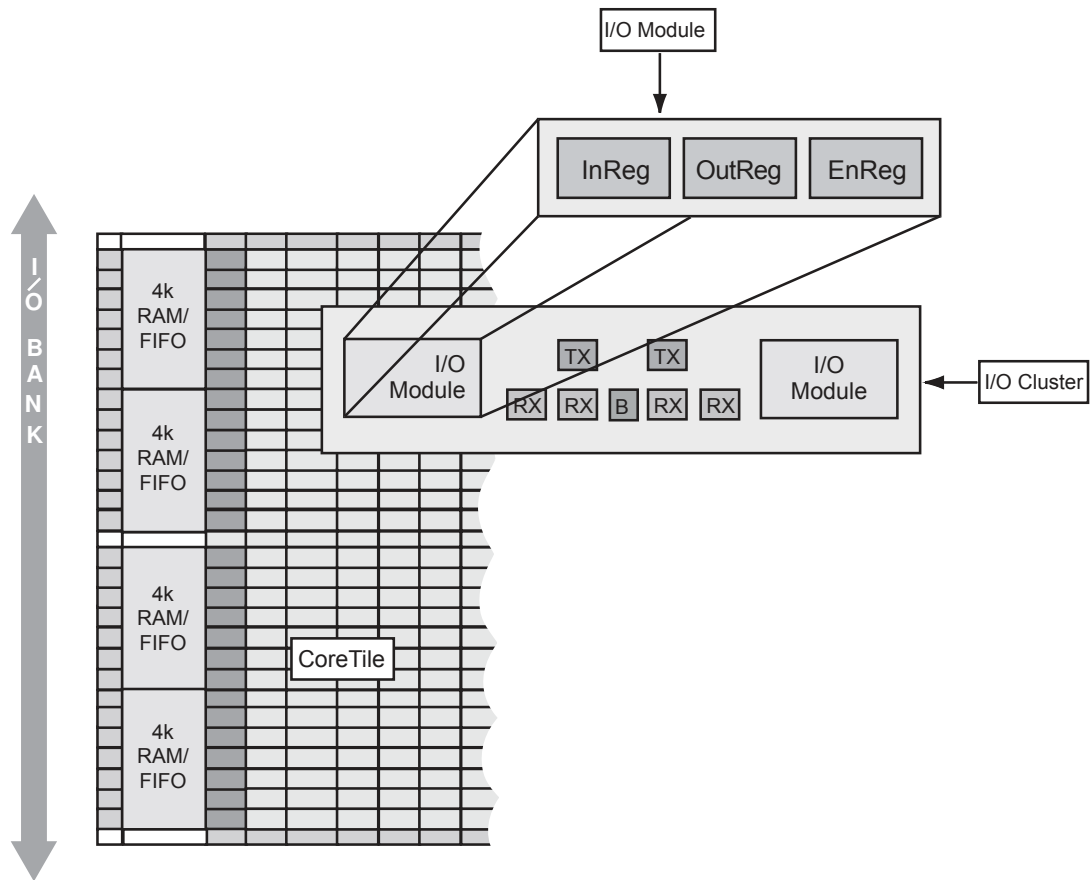 I/O Module
InReg
OutReg
EnReg
I/O BANK
4k
RAM/
FIFO
4k
RAM/
FIFO
4k
RAM/
FIFO
4k
RAM/
FIFO
I/O
Module
TX
TX
RX
RX
B
RX
RX
I/O
Module
I/O Cluster
CoreTile